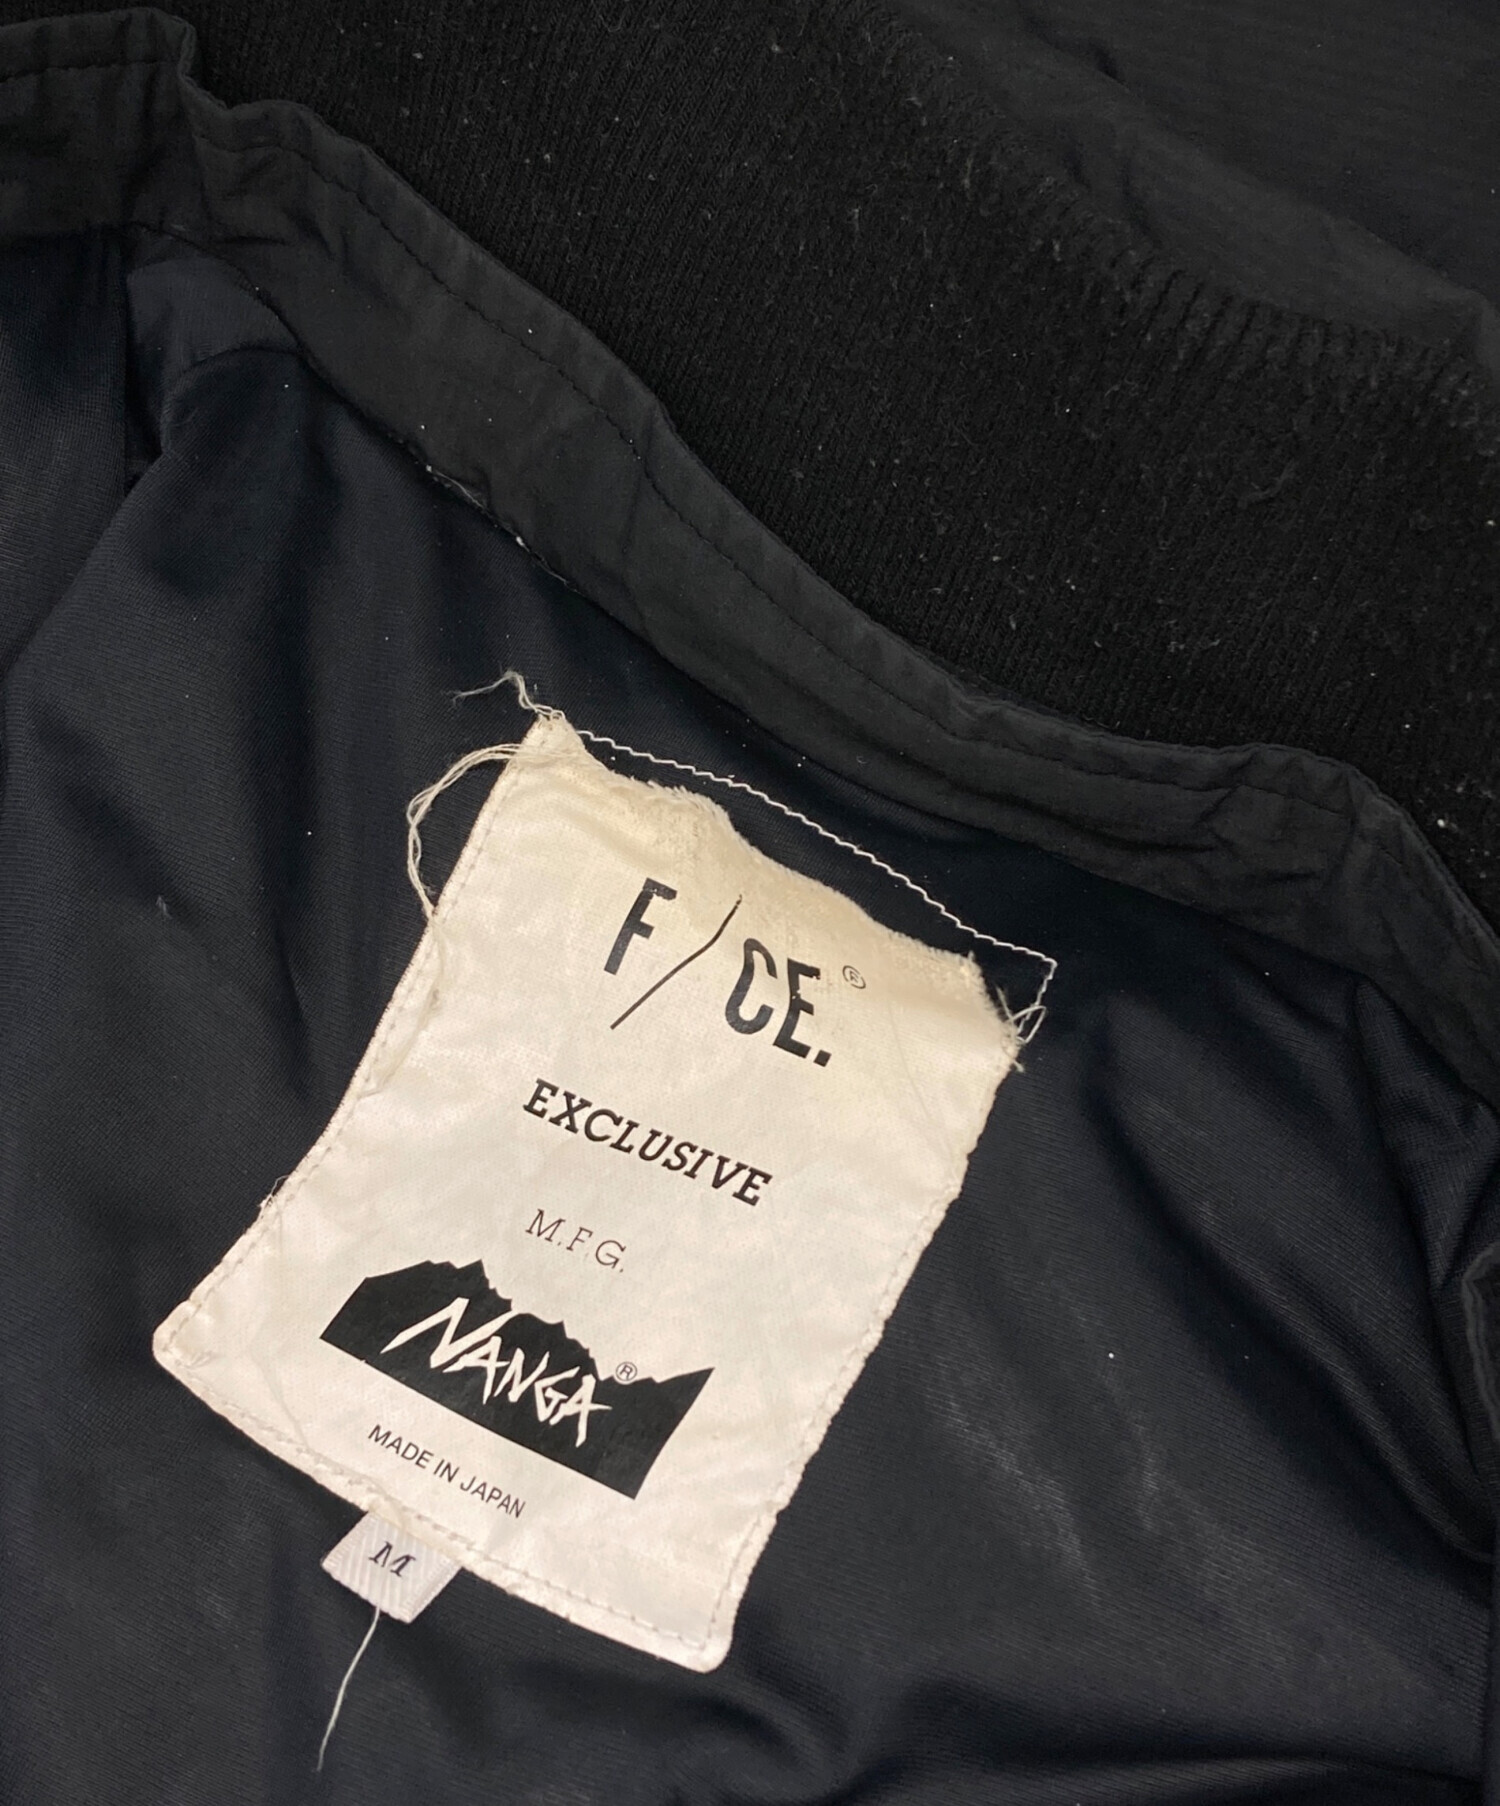 F/CE.®
EXCLUSIVE
M.F.G.
NANGA®
MADE IN JAPAN
M